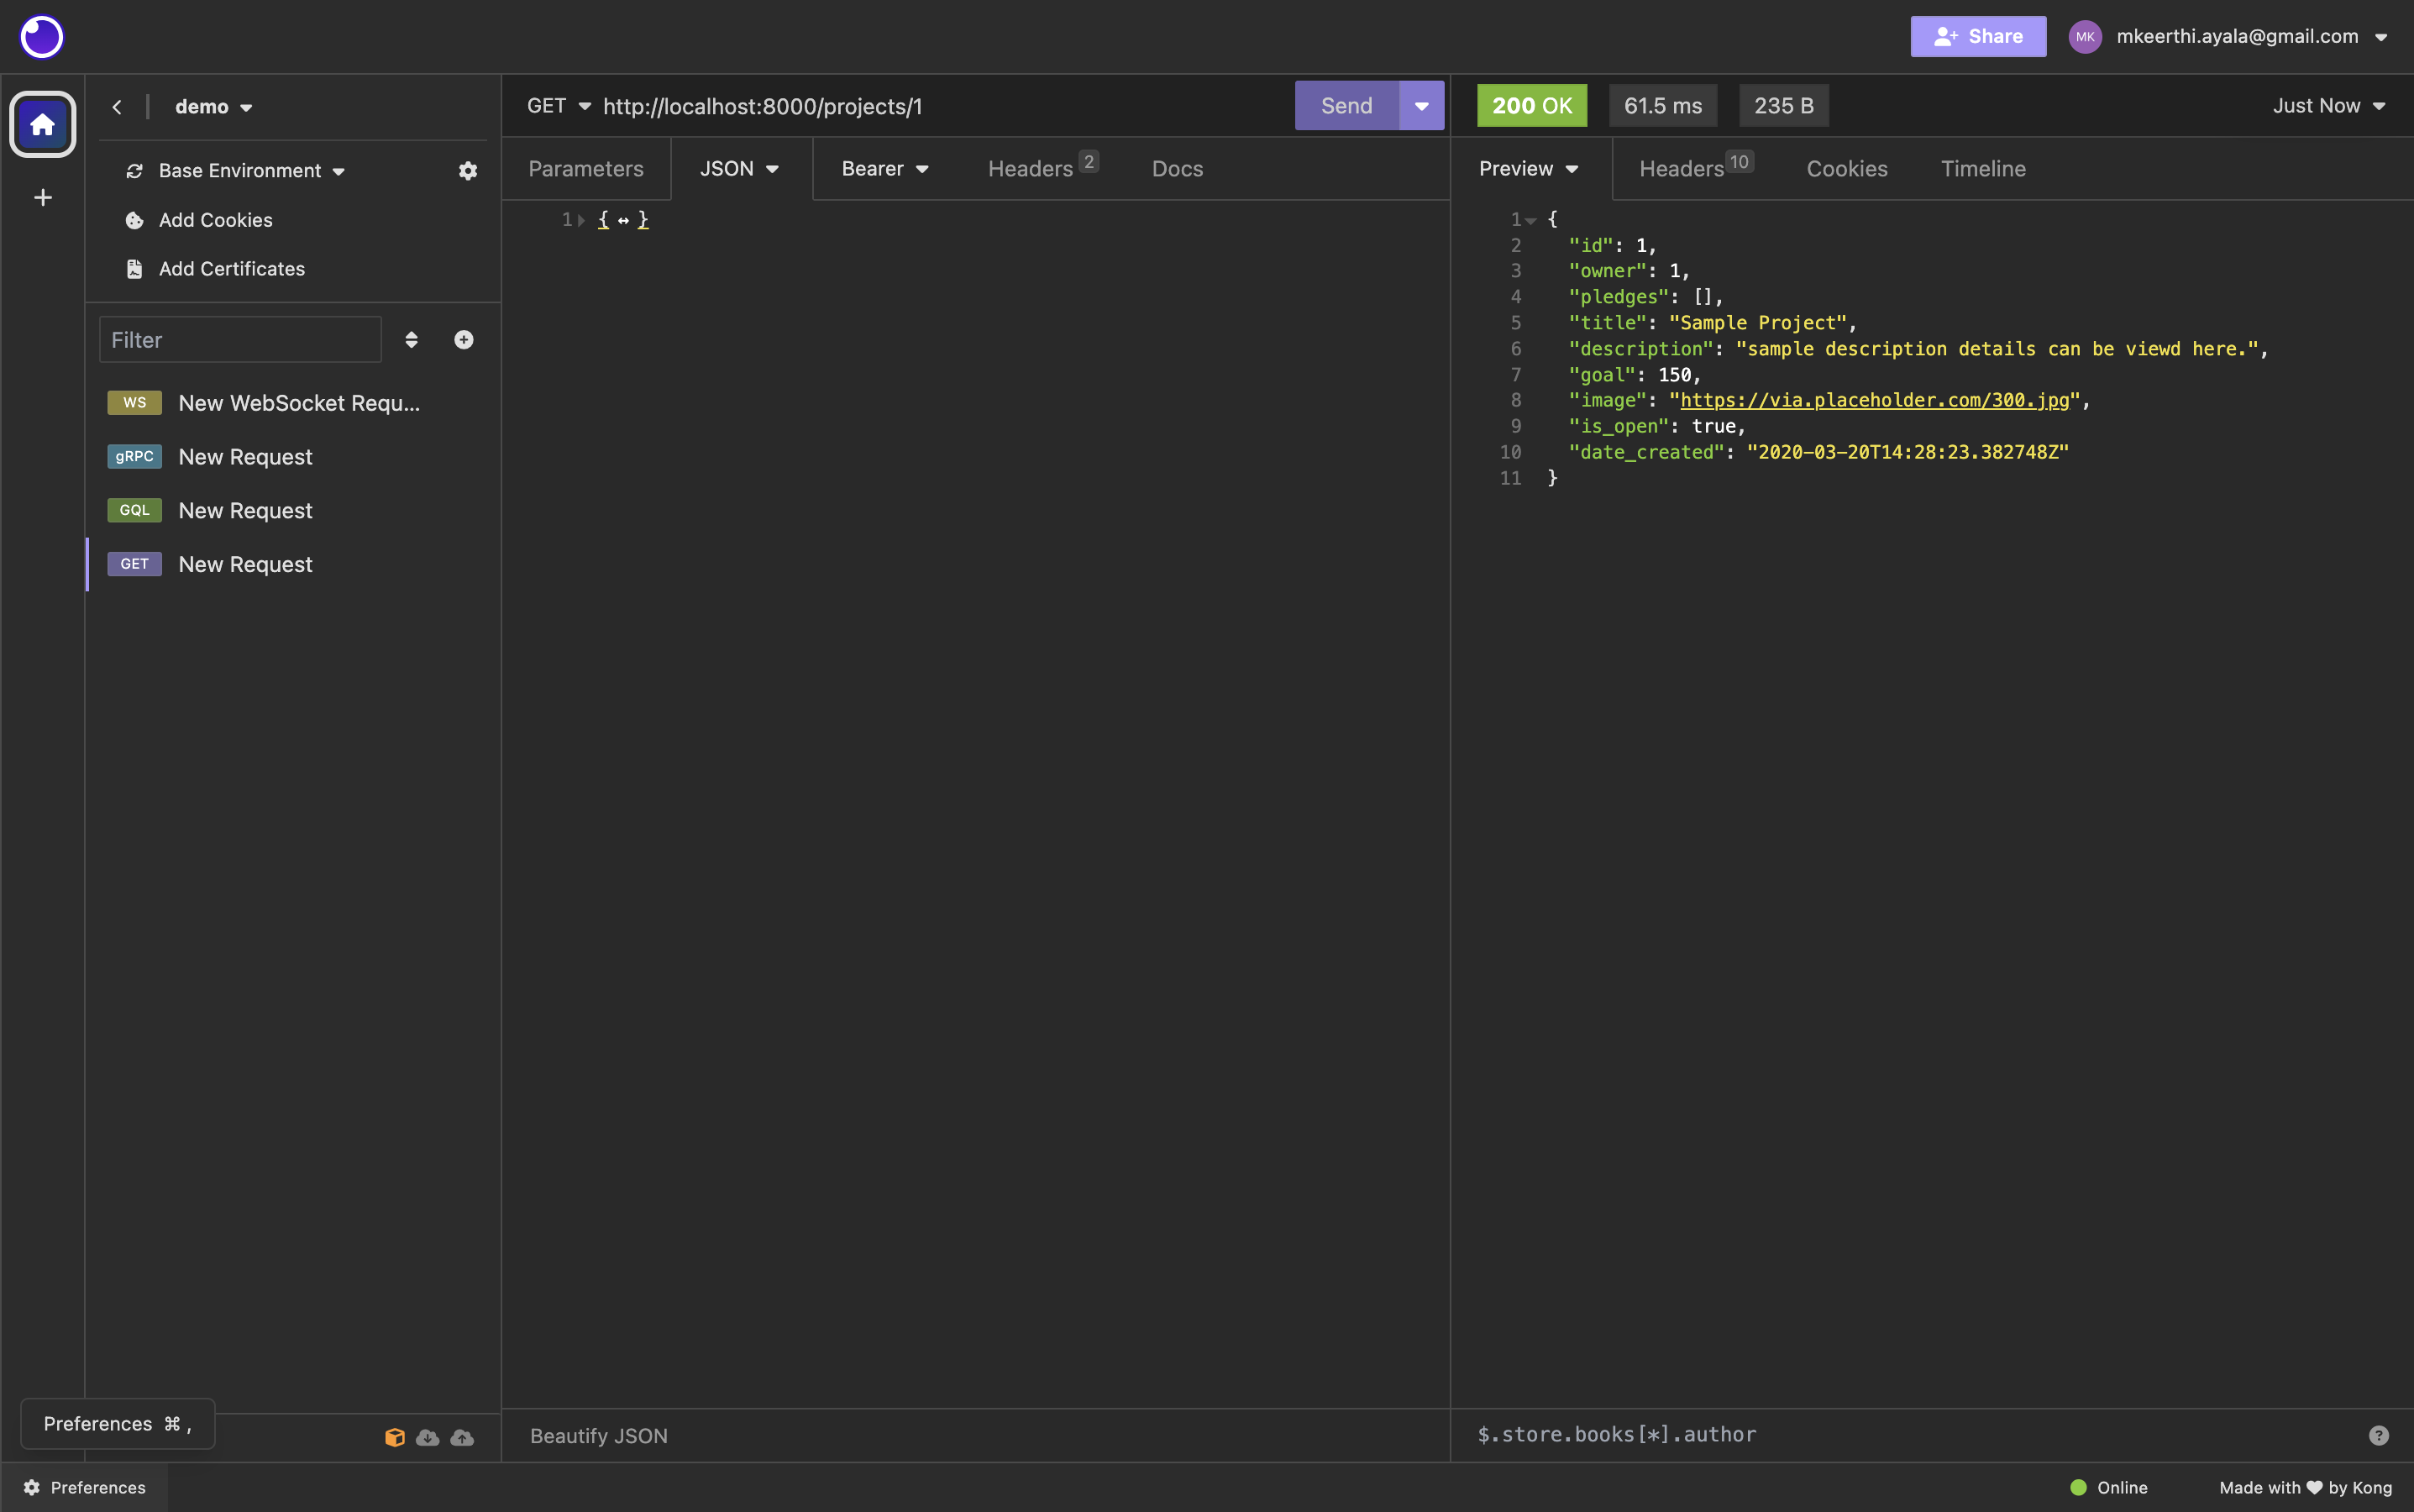 Share
MK
mkeerthi.ayala@gmail.com
demo
Base Environment
Add Cookies
Add Certificates
Filter
WS New WebSocket Requ...
gRPC New Request
GQL New Request
GET New Request
Preferences ⌘ ,
GET http://localhost:8000/projects/1
Send
Parameters JSON Bearer Headers 2 Docs
1 { ↔ }
Beautify JSON
200 OK 61.5 ms 235 B Just Now
Preview Headers 10 Cookies Timeline
1 {
2 "id": 1,
3 "owner": 1,
4 "pledges": [],
5 "title": "Sample Project",
6 "description": "sample description details can be viewd here.",
7 "goal": 150,
8 "image": "https://via.placeholder.com/300.jpg",
9 "is_open": true,
10 "date_created": "2020-03-20T14:28:23.382748Z"
11 }
$.store.books[*].author
?
Preferences
Online
Made with ♥ by Kong